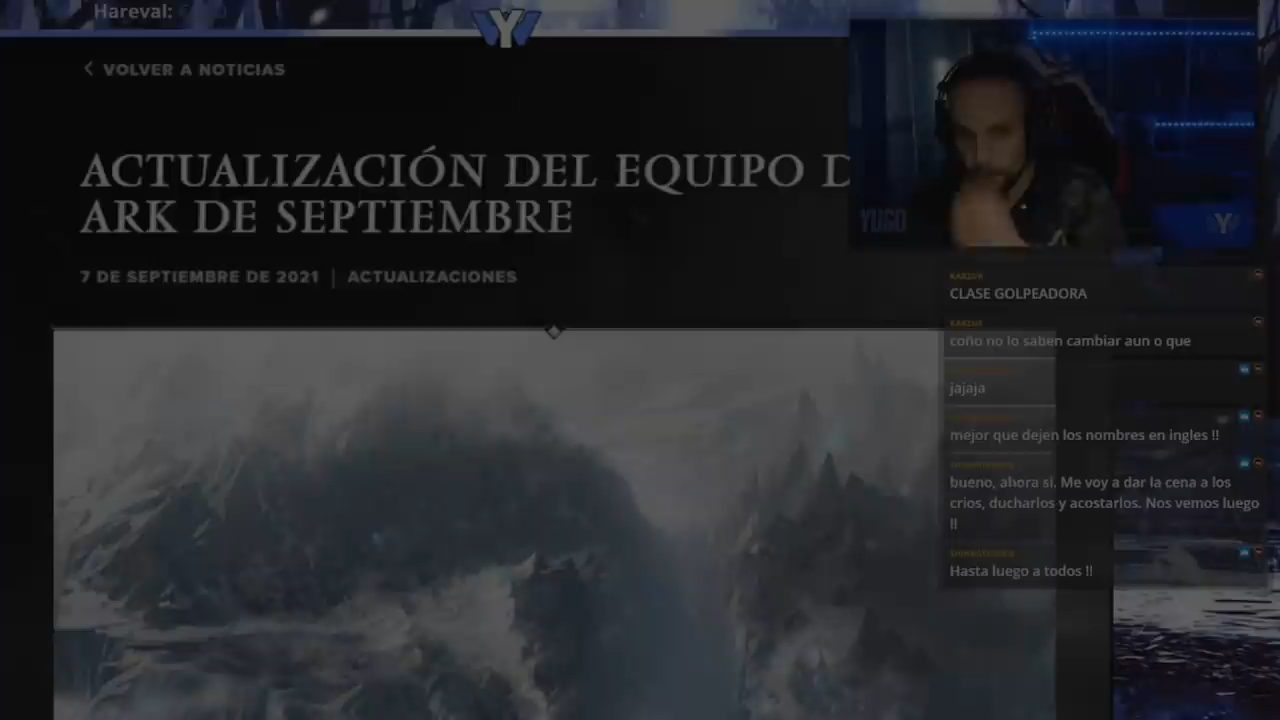 Hareval:
VOLVER A NOTICIAS
ACTUALIZACIÓN DEL EQUIPO D
ARK DE SEPTIEMBRE
7 DE SEPTIEMBRE DE 2021 | ACTUALIZACIONES
YUGO
Y
KARZUH
CLASE GOLPEADORA
KARZUH
coño no lo saben cambiar aun o que
jajaja
mejor que dejen los nombres en ingles !!
bueno, ahora si. Me voy a dar la cena a los
crios, ducharlos y acostarlos. Nos vemos luego
!!
Hasta luego a todos !!